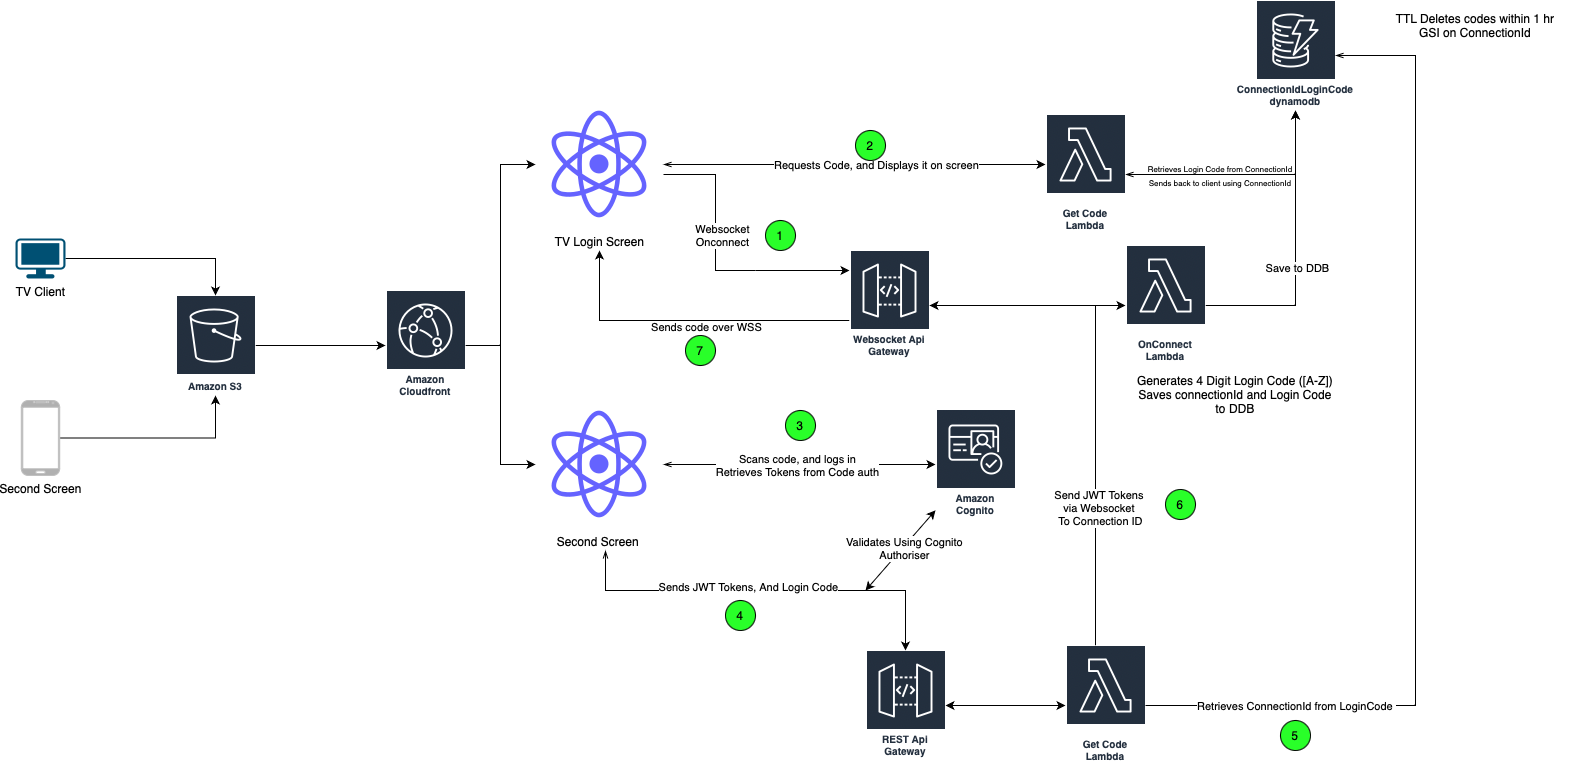 TTL Deletes codes within 1 hr
GSI on ConnectionId
ConnectionIdLoginCode
dynamodb
2
Requests Code, and Displays it on screen
Retrieves Login Code from ConnectionId
Sends back to client using ConnectionId
Get Code
Lambda
TV Login Screen
Websocket
Onconnect
1
Save to DDB
TV Client
Sends code over WSS
7
Websocket Api
Gateway
OnConnect
Lambda
Amazon S3
Amazon
Cloudfront
Generates 4 Digit Login Code ([A-Z])
Saves connectionId and Login Code
to DDB
3
Scans code, and logs in
Retrieves Tokens from Code auth
Second Screen
Amazon
Cognito
Send JWT Tokens
via Websocket
To Connection ID
6
Second Screen
Validates Using Cognito
Authoriser
Sends JWT Tokens, And Login Code
4
Retrieves ConnectionId from LoginCode
5
REST Api
Gateway
Get Code
Lambda